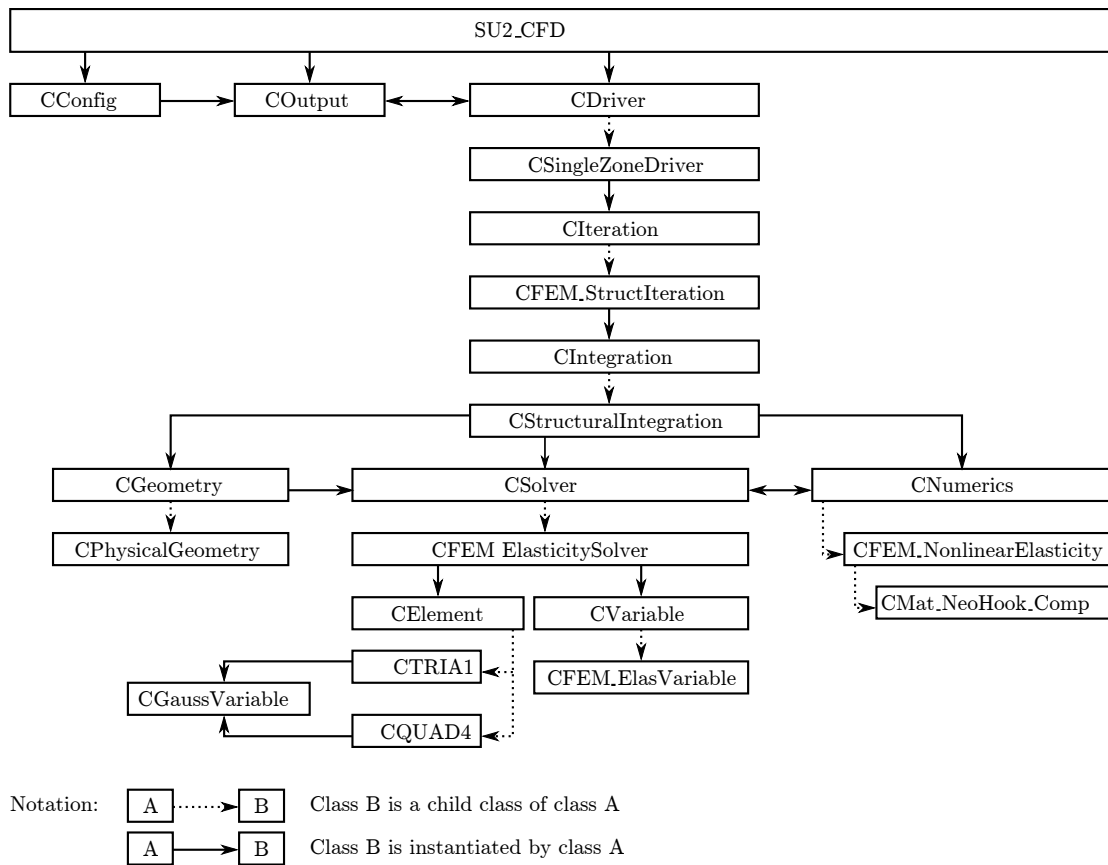 SU2_CFD
CConfig
COutput
CDriver
CSingleZoneDriver
CIteration
CFEM_StructIteration
CIntegration
CStructuralIntegration
CGeometry
CSolver
CNumerics
CPhysicalGeometry
CFEM ElasticitySolver
CFEM_NonlinearElasticity
CElement
CVariable
CMat_NeoHook_Comp
CTRIA1
CFEM_ElasVariable
CGaussVariable
CQUAD4
Notation: A B Class B is a child class of class A
A B Class B is instantiated by class A